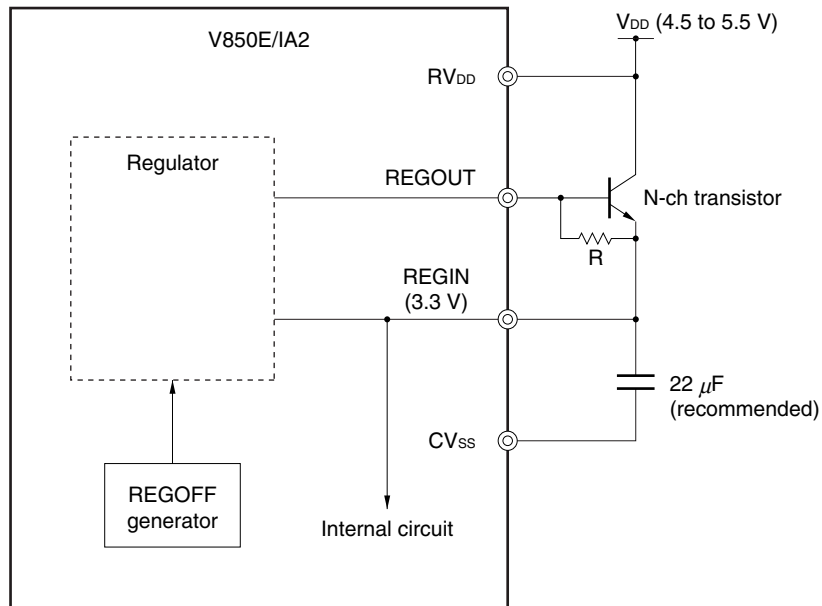 V850E/IA2
VDD (4.5 to 5.5 V)
RVDD
Regulator
REGOUT
N-ch transistor
R
REGIN
(3.3 V)
22 μF
(recommended)
CVSS
REGOFF
generator
Internal circuit